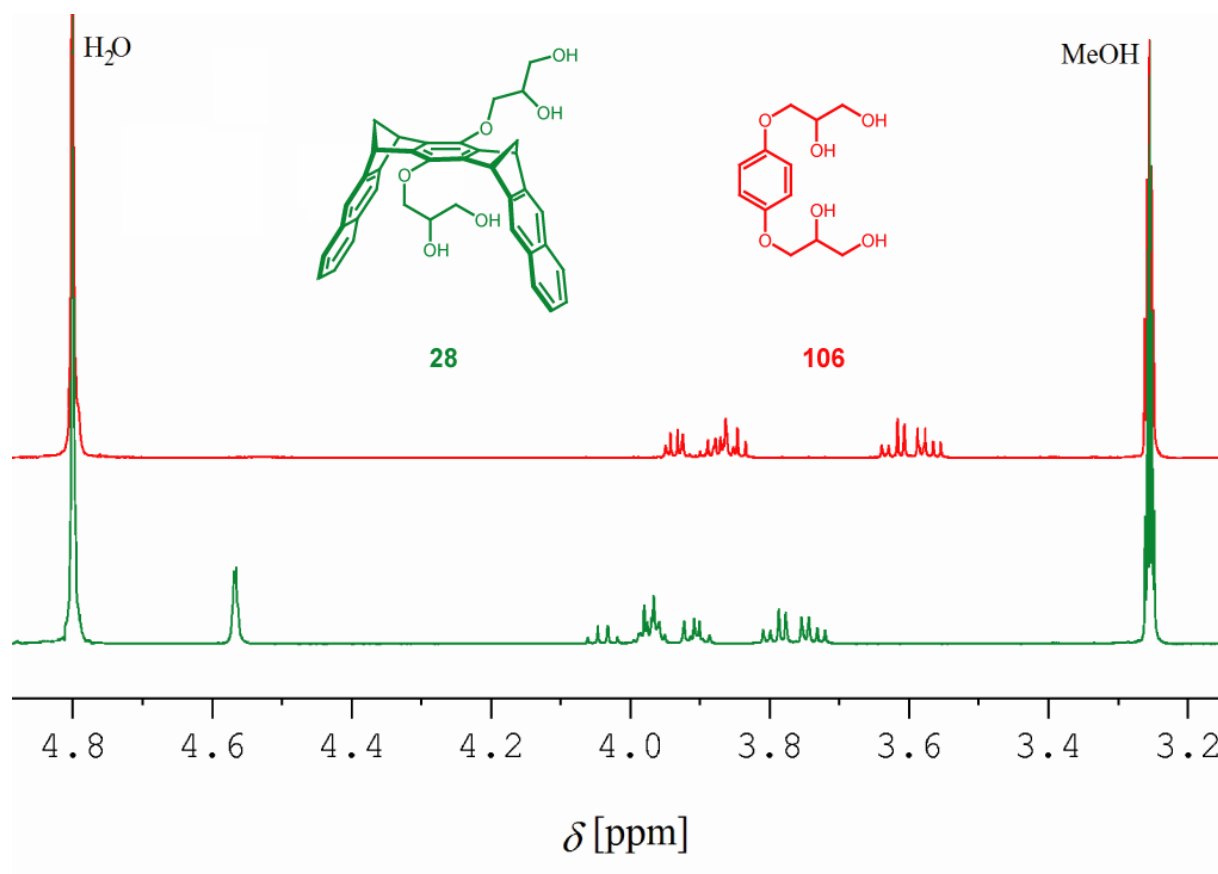 H₂O
MeOH
OH
OH
O
O
OH
OH
O
OH
OH
OH
O
OH
28
106
4.8 4.6 4.4 4.2 4.0 3.8 3.6 3.4 3.2
δ [ppm]